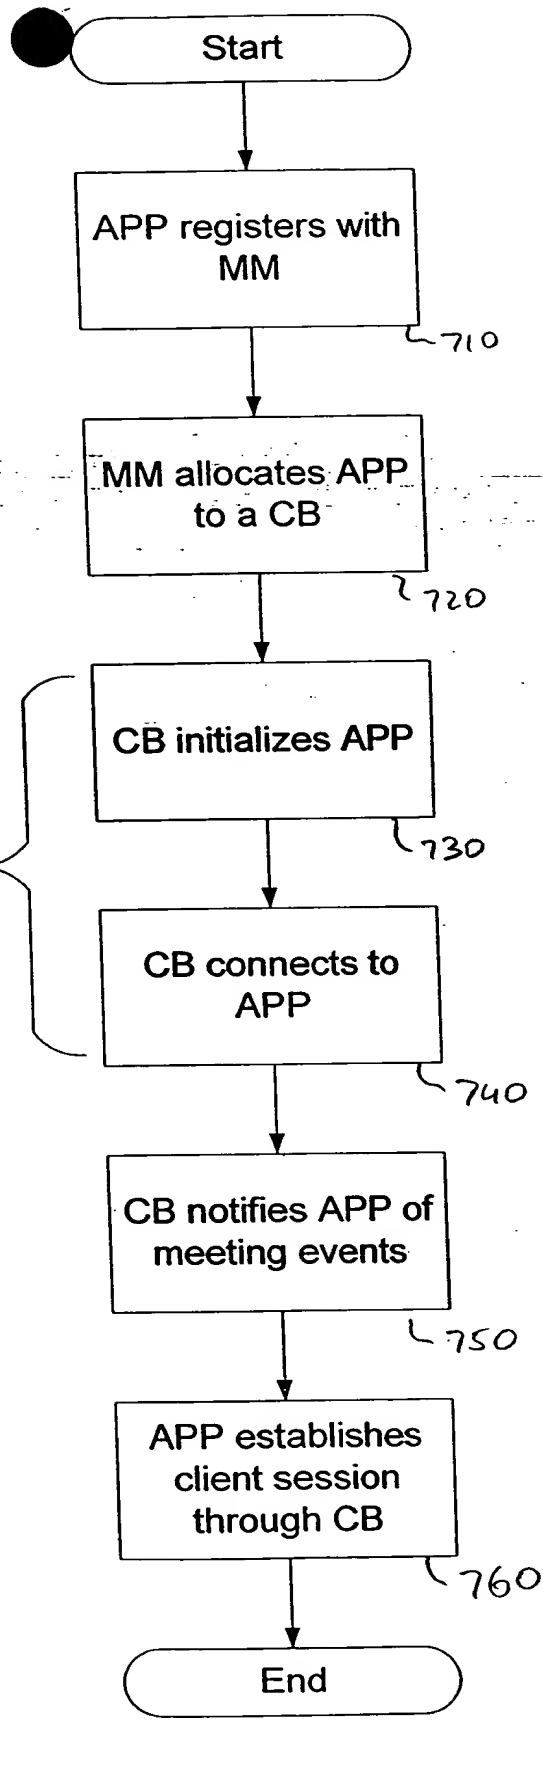 Start
APP registers with
MM
710
MM allocates APP
to a CB
720
CB initializes APP
730
CB connects to
APP
740
CB notifies APP of
meeting events
750
APP establishes
client session
through CB
760
End